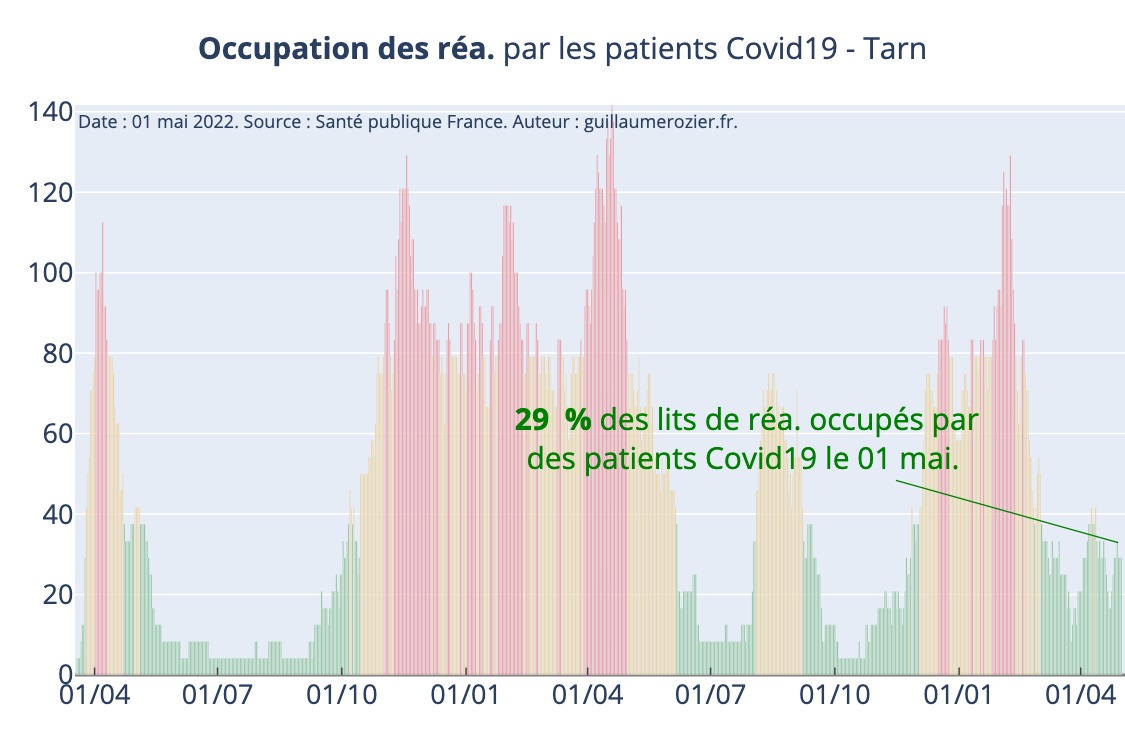 Occupation des réa. par les patients Covid19 - Tarn
140
Date : 01 mai 2022. Source : Santé publique France. Auteur : guillaumerozier.fr.
120
100
80
29 % des lits de réa. occupés par
60
des patients Covid19 le 01 mai.
40
20
0
01/04 01/07 01/10 01/01 01/04 01/07 01/10 01/01 01/04